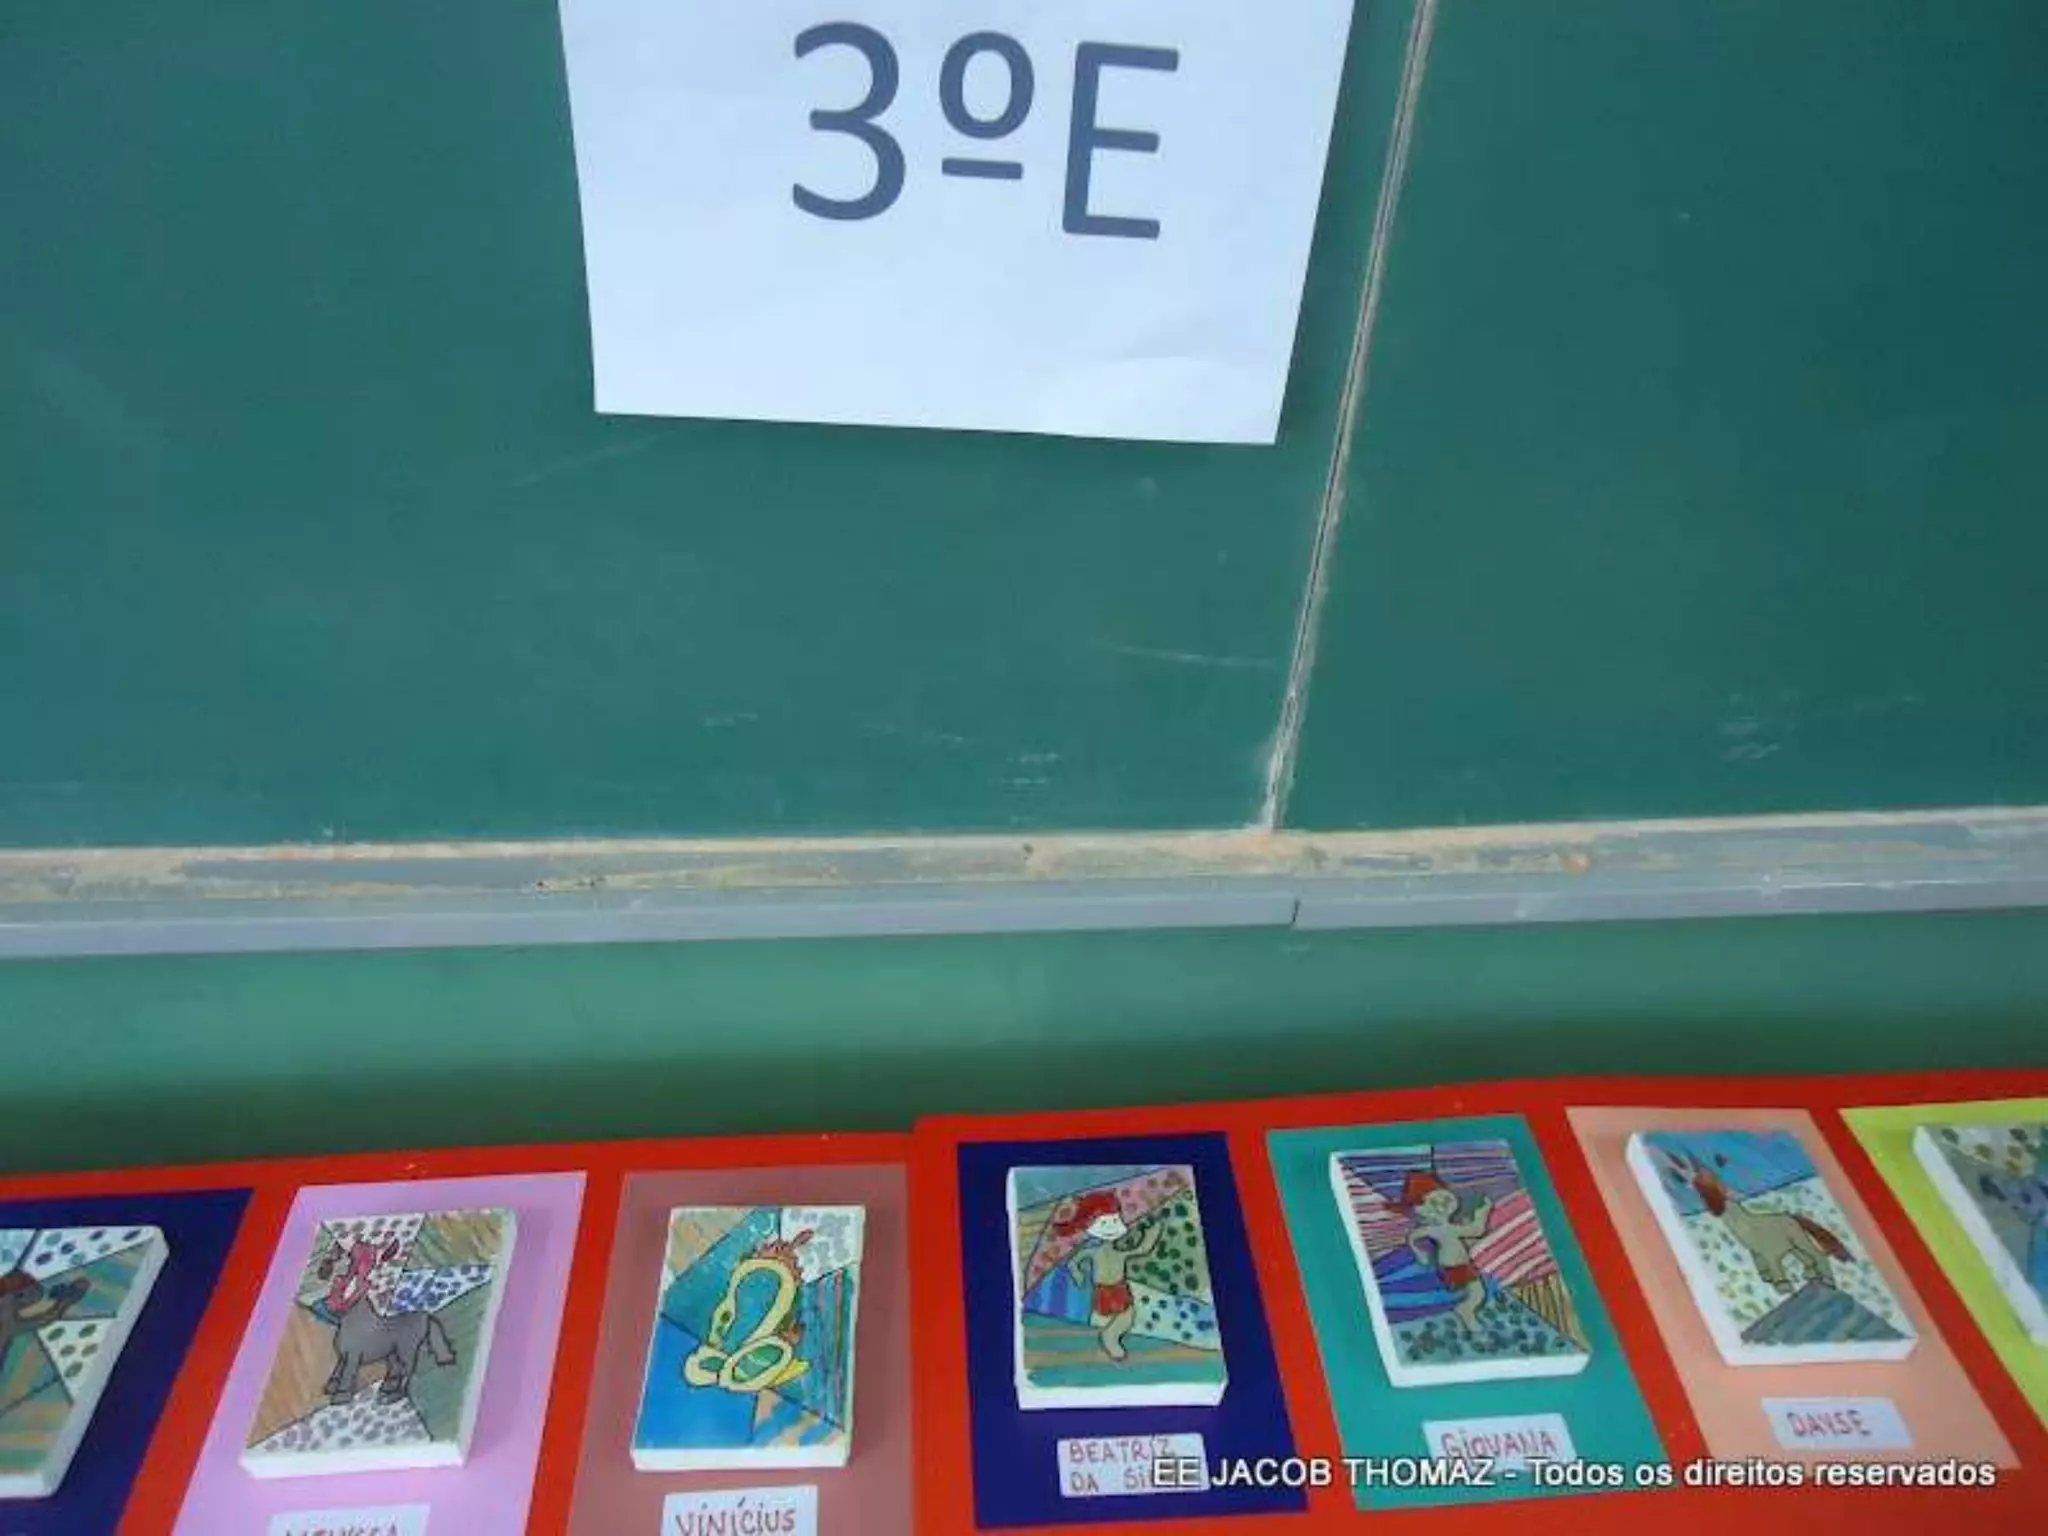 3ºE
VINÍCIUS
BEATRIZ
DA
GIOVANA
DAYSE
EE JACOB THOMAZ - Todos os direitos reservados